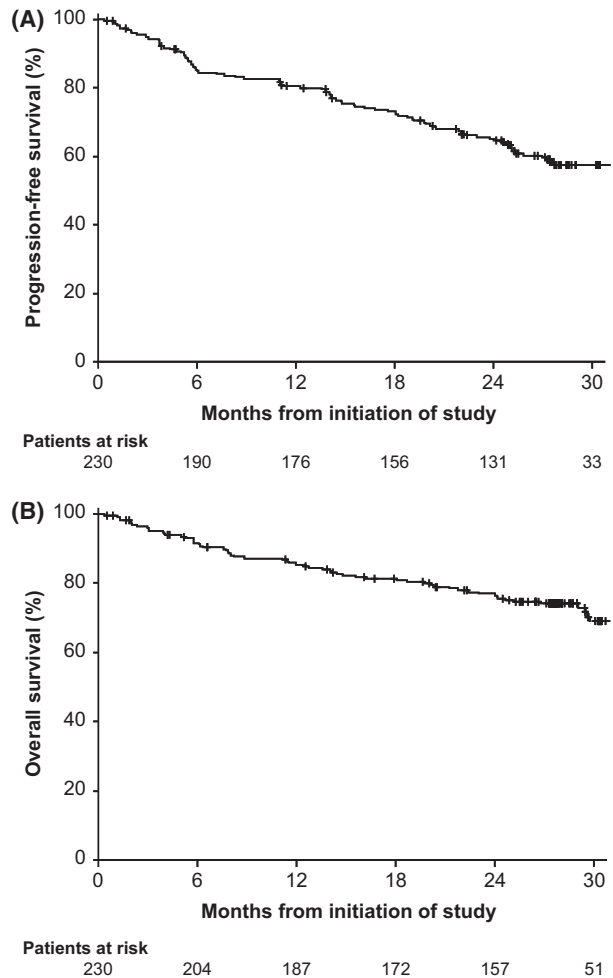 (A)
Progression-free survival (%)
100
80
60
40
20
0
0 6 12 18 24 30
Months from initiation of study
Patients at risk
230 190 176 156 131 33
(B)
Overall survival (%)
100
80
60
40
20
0
0 6 12 18 24 30
Months from initiation of study
Patients at risk
230 204 187 172 157 51